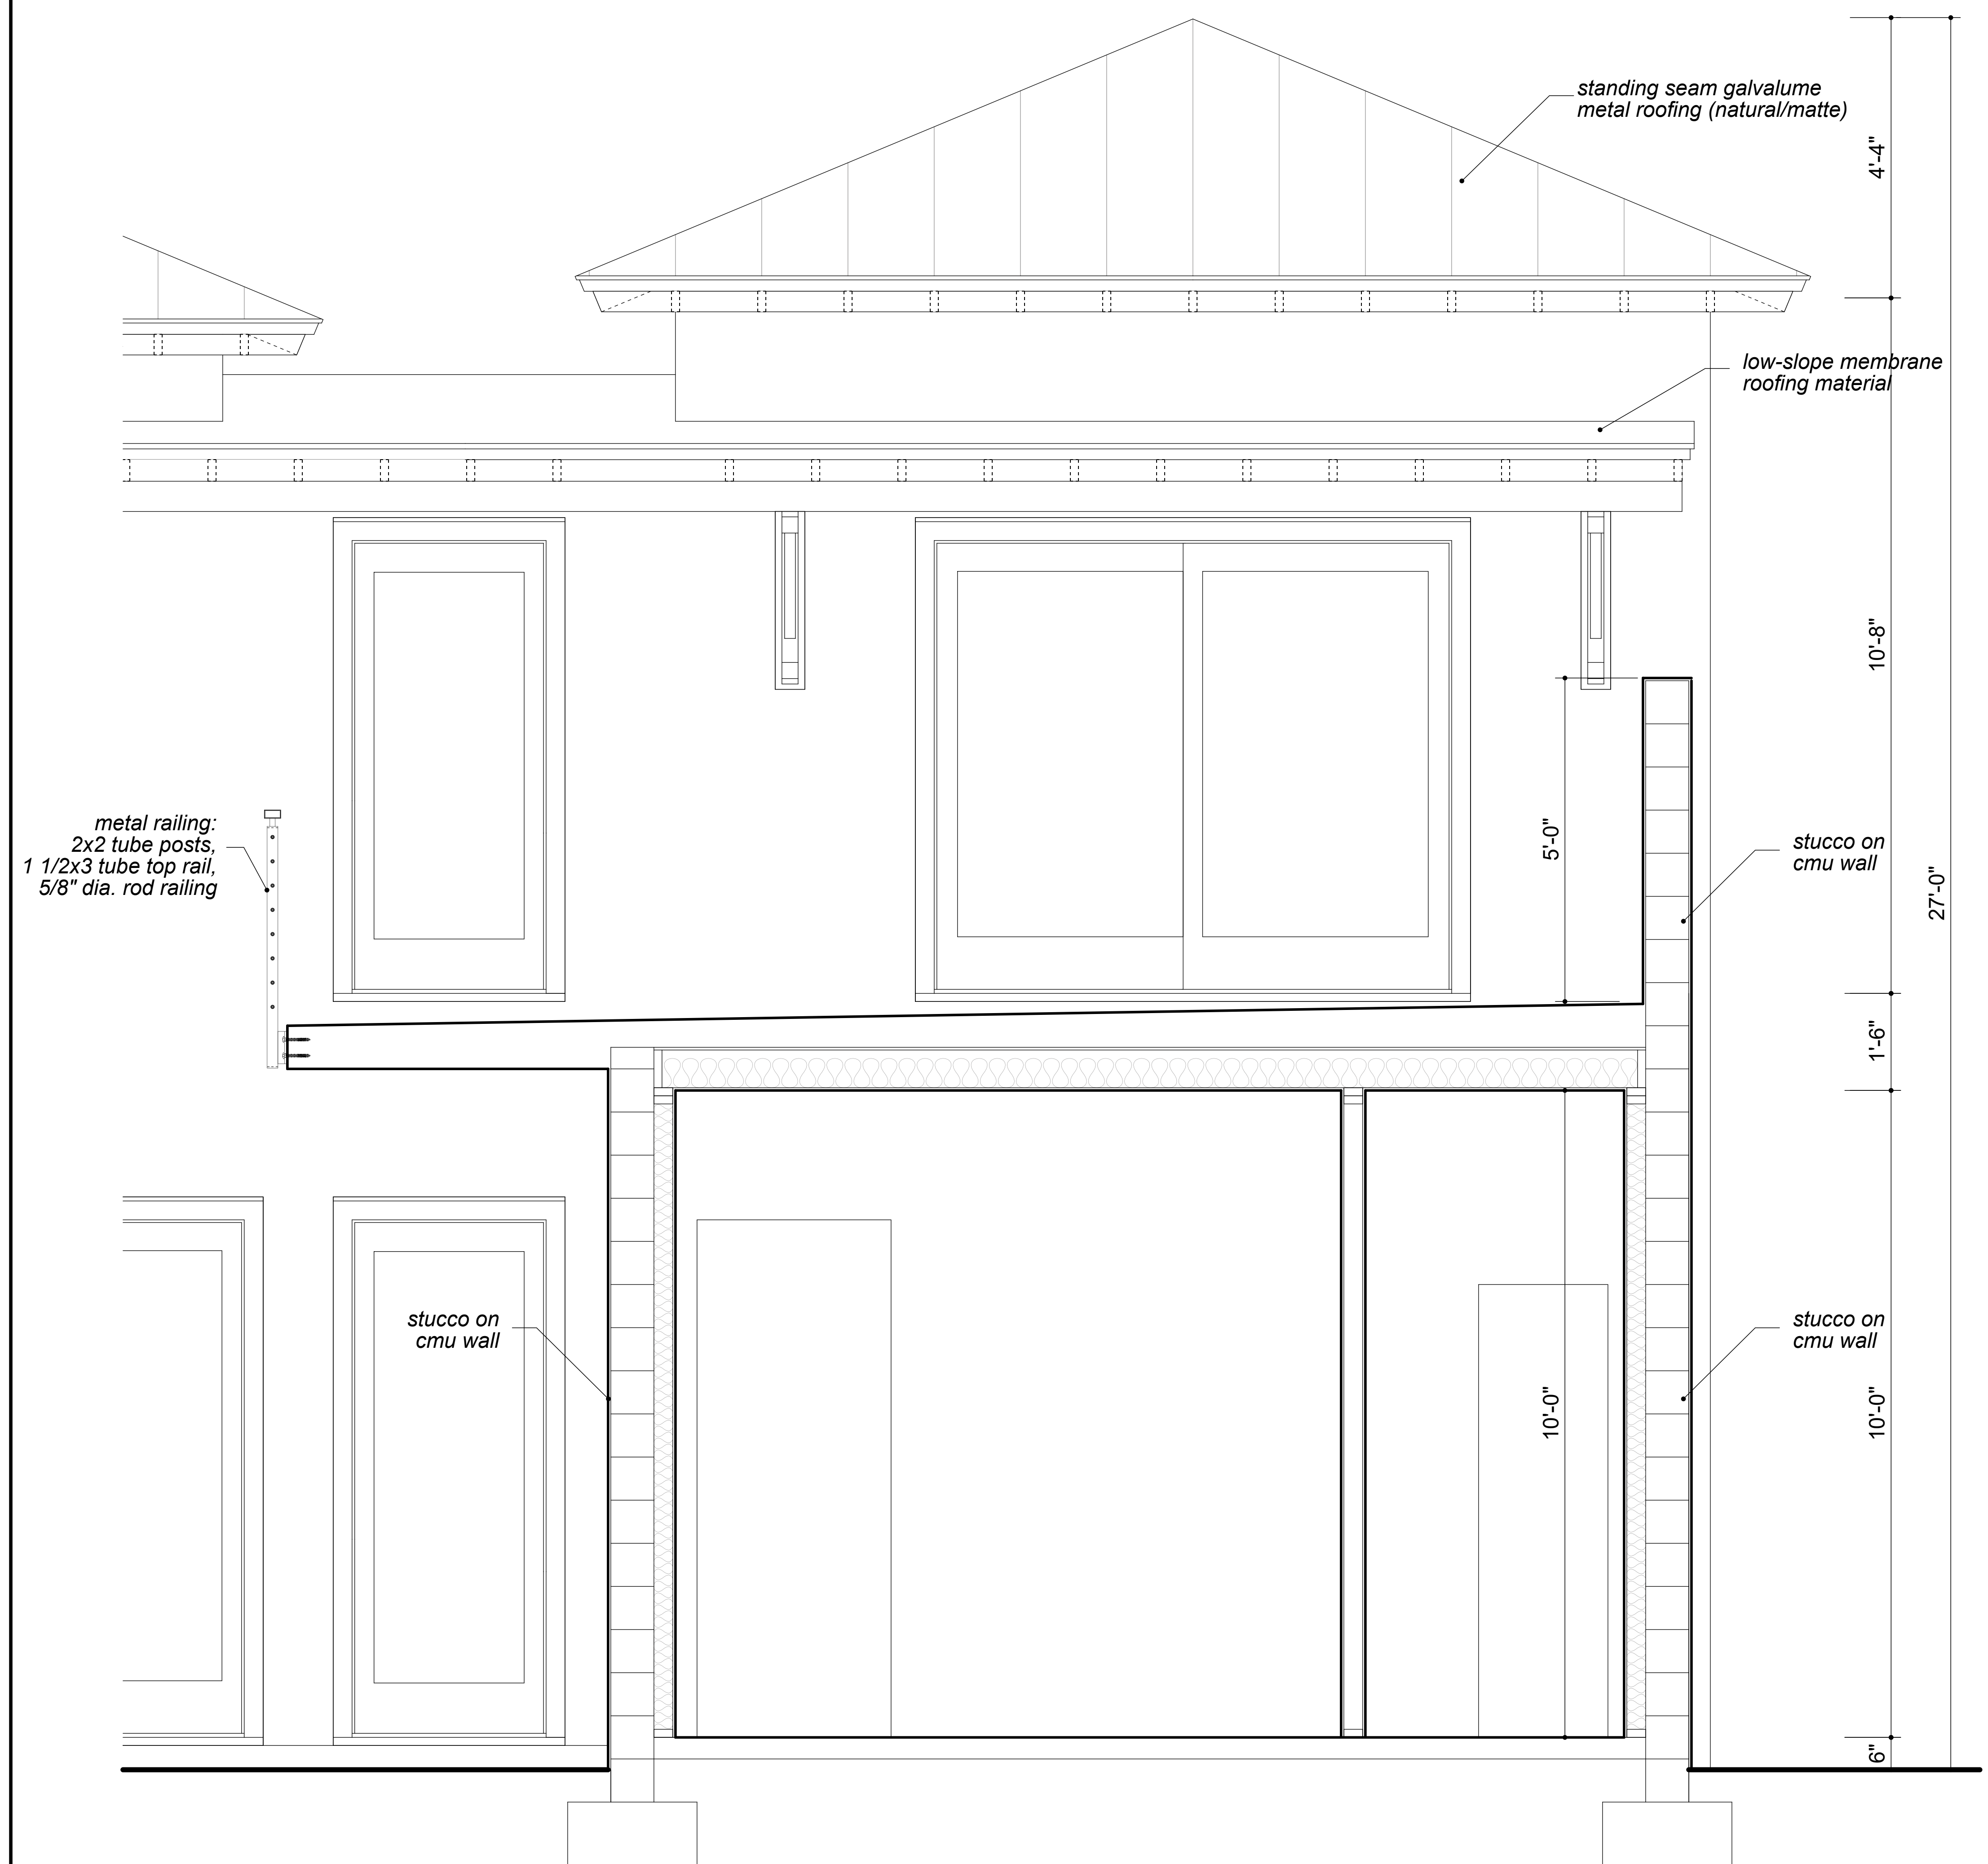 standing seam galvalume
metal roofing (natural/matte)
4'-4"
low-slope membrane
roofing material
10'-8"
metal railing:
2x2 tube posts,
1 1/2x3 tube top rail,
5/8" dia. rod railing
5'-0"
stucco on
cmu wall
27'-0"
1'-6"
stucco on
cmu wall
stucco on
cmu wall
10'-0"
10'-0"
6"